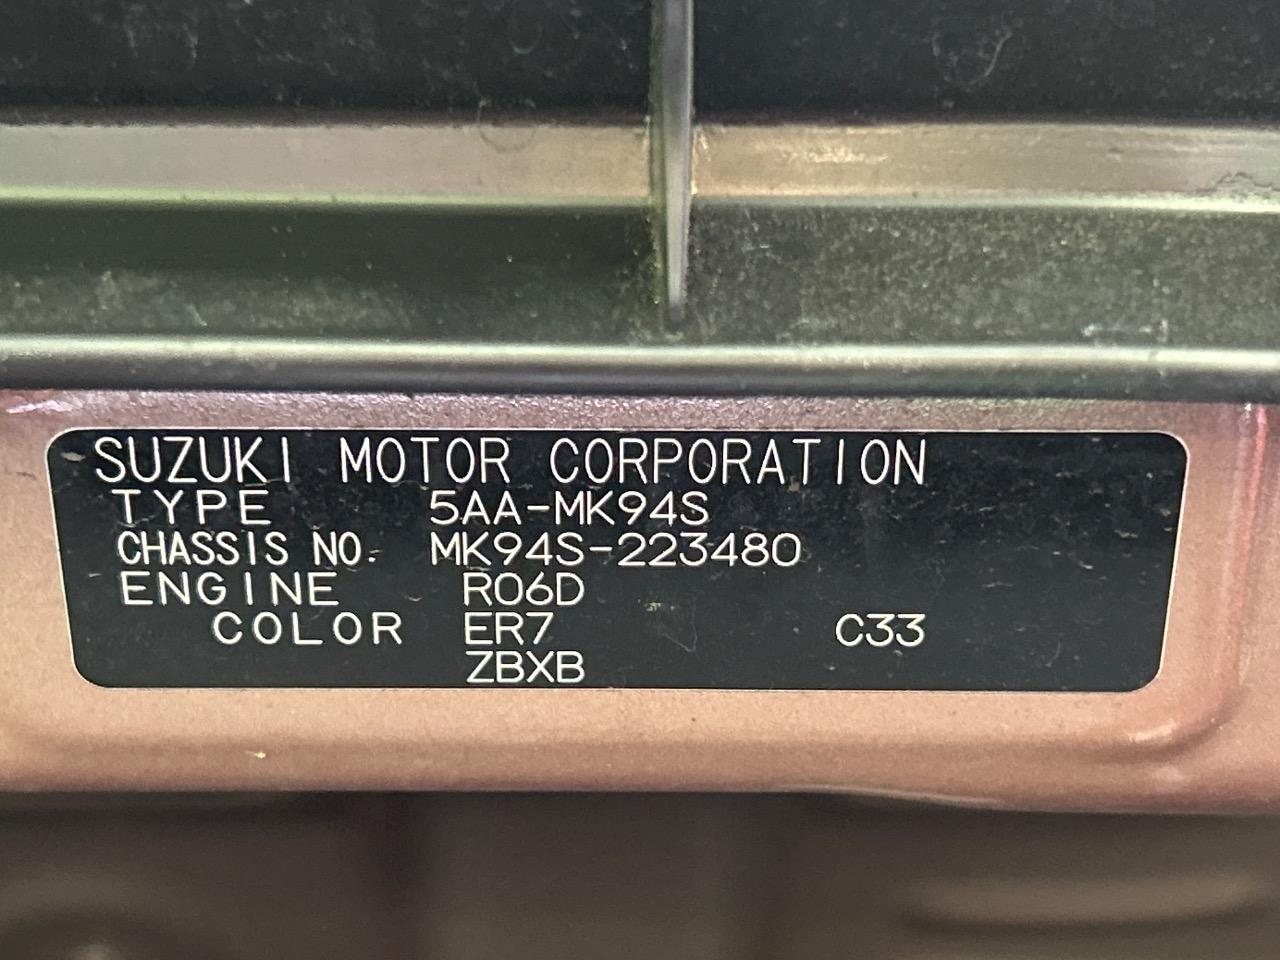 SUZUKI MOTOR CORPORATION
TYPE 5AA-MK94S
CHASSIS NO. MK94S-223480
ENGINE R06D
COLOR ER7 C33
ZBXB